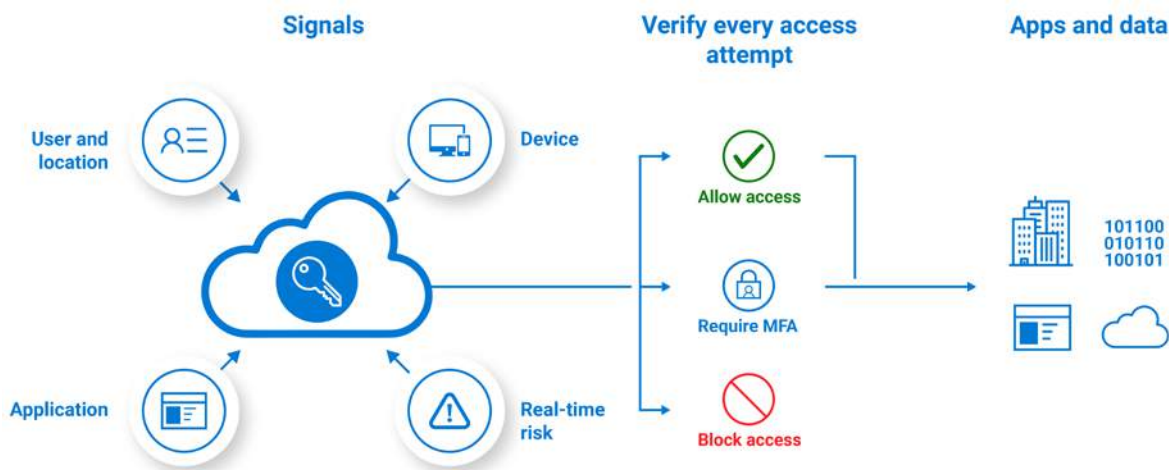 Signals
Verify every access
attempt
Apps and data
User and
location
Device
Allow access
101100
010110
100101
Require MFA
Application
Real-time
risk
Block access